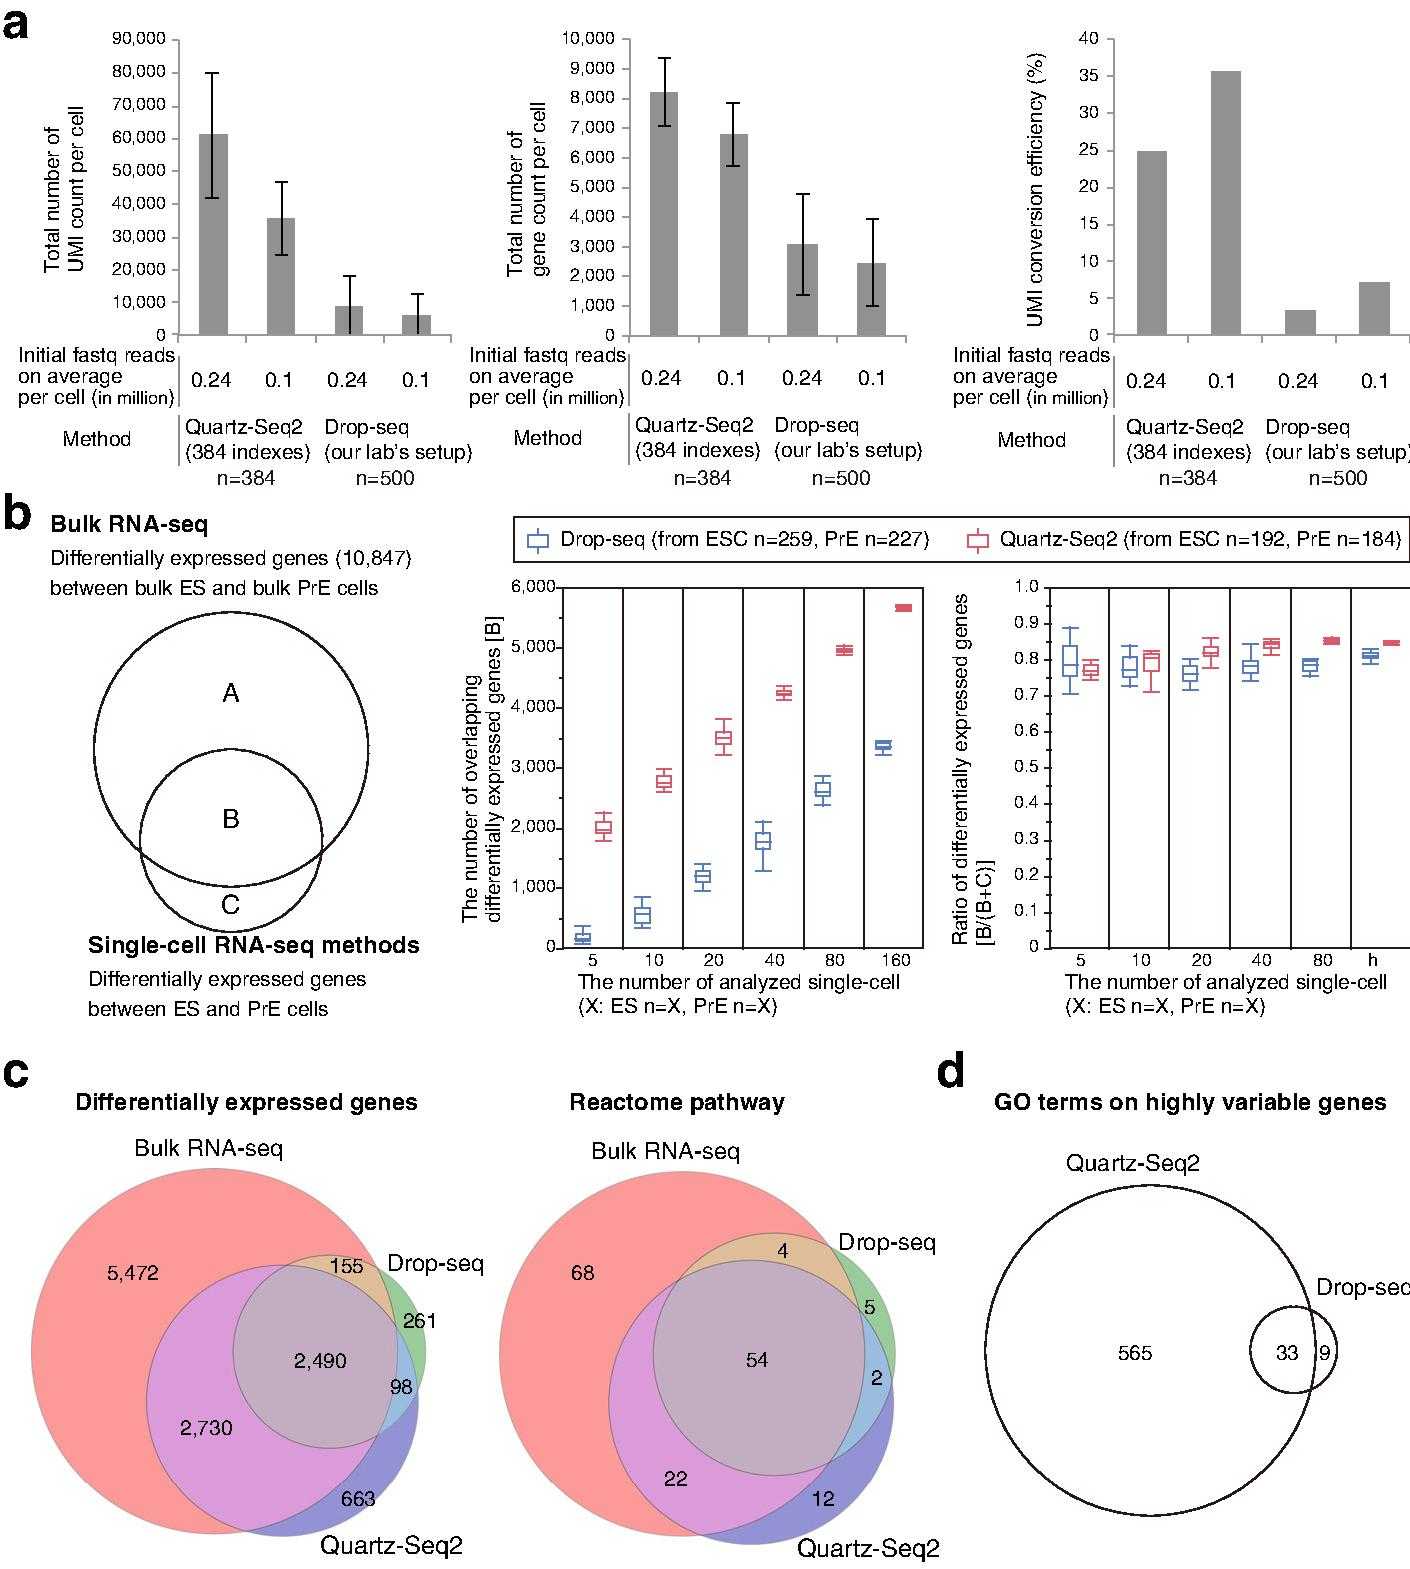 a
90,000
80,000
70,000
60,000
50,000
40,000
30,000
20,000
10,000
0
Total number of
UMI count per cell
Initial fastq reads
on average
per cell (in million)
0.24 0.1 0.24 0.1
Method
Quartz-Seq2 Drop-seq
(384 indexes) (our lab's setup)
n=384 n=500
10,000
9,000
8,000
7,000
6,000
5,000
4,000
3,000
2,000
1,000
0
Total number of
gene count per cell
Initial fastq reads
on average
per cell (in million)
0.24 0.1 0.24 0.1
Method
Quartz-Seq2 Drop-seq
(384 indexes) (our lab's setup)
n=384 n=500
40
35
30
25
20
15
10
5
0
UMI conversion efficiency (%)
Initial fastq reads
on average
per cell (in million)
0.24 0.1 0.24 0.1
Method
Quartz-Seq2 Drop-seq
(384 indexes) (our lab's setup)
n=384 n=500
b
Bulk RNA-seq
Differentially expressed genes (10,847)
between bulk ES and bulk PrE cells
A
B
C
Single-cell RNA-seq methods
Differentially expressed genes
between ES and PrE cells
Drop-seq (from ESC n=259, PrE n=227) Quartz-Seq2 (from ESC n=192, PrE n=184)
6,000
5,000
4,000
3,000
2,000
1,000
0
The number of overlapping
differentially expressed genes [B]
5 10 20 40 80 160
The number of analyzed single-cell
(X: ES n=X, PrE n=X)
1.0
0.9
0.8
0.7
0.6
0.5
0.4
0.3
0.2
0.1
0
Ratio of differentially expressed genes
[B/(B+C)]
5 10 20 40 80 h
The number of analyzed single-cell
(X: ES n=X, PrE n=X)
c
Differentially expressed genes
Bulk RNA-seq
Drop-seq
5,472
155
261
2,490
98
2,730
663
Quartz-Seq2
Reactome pathway
Bulk RNA-seq
Drop-seq
68
4
5
54
2
22
12
Quartz-Seq2
d
GO terms on highly variable genes
Quartz-Seq2
Drop-seq
565
33
9